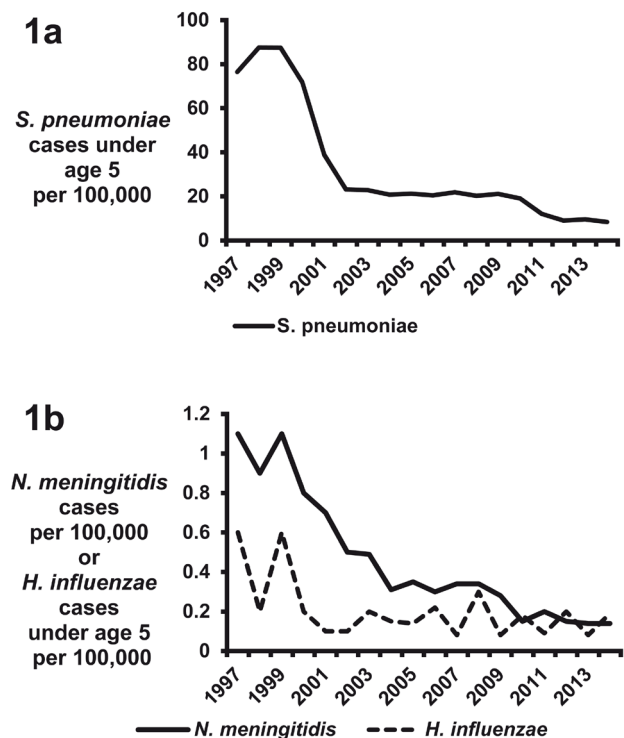 1a
S. pneumoniae
cases under
age 5
per 100,000
100
80
60
40
20
0
1997
1999
2001
2003
2005
2007
2009
2011
2013
S. pneumoniae
1b
N. meningitidis
cases
per 100,000
or
H. influenzae
cases
under age 5
per 100,000
1.2
1
0.8
0.6
0.4
0.2
0
1997
1999
2001
2003
2005
2007
2009
2011
2013
N. meningitidis
H. influenzae